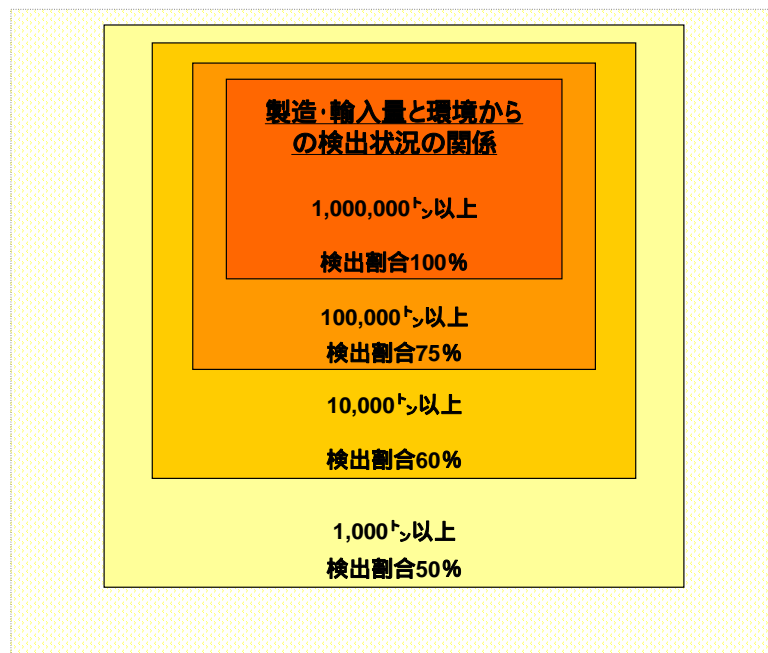 製造・輸入量と環境から
の検出状況の関係
1,000,000㌧以上
検出割合100%
100,000㌧以上
検出割合75%
10,000㌧以上
検出割合60%
1,000㌧以上
検出割合50%